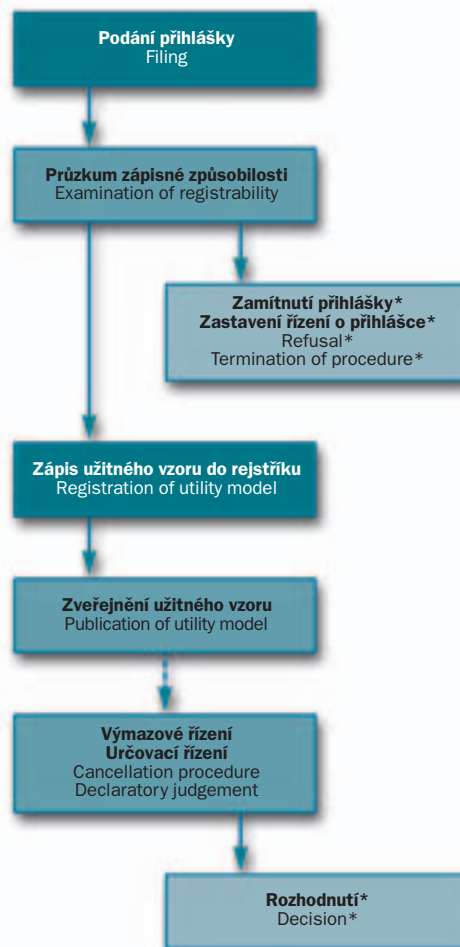 Podání přihlášky
Filing
Průzkum zápisné způsobilosti
Examination of registrability
Zamítnutí přihlášky*
Zastavení řízení o přihlášce*
Refusal*
Termination of procedure*
Zápis užitného vzoru do rejstříku
Registration of utility model
Zveřejnění užitného vzoru
Publication of utility model
Výmazové řízení
Určovací řízení
Cancellation procedure
Declaratory judgement
Rozhodnutí*
Decision*